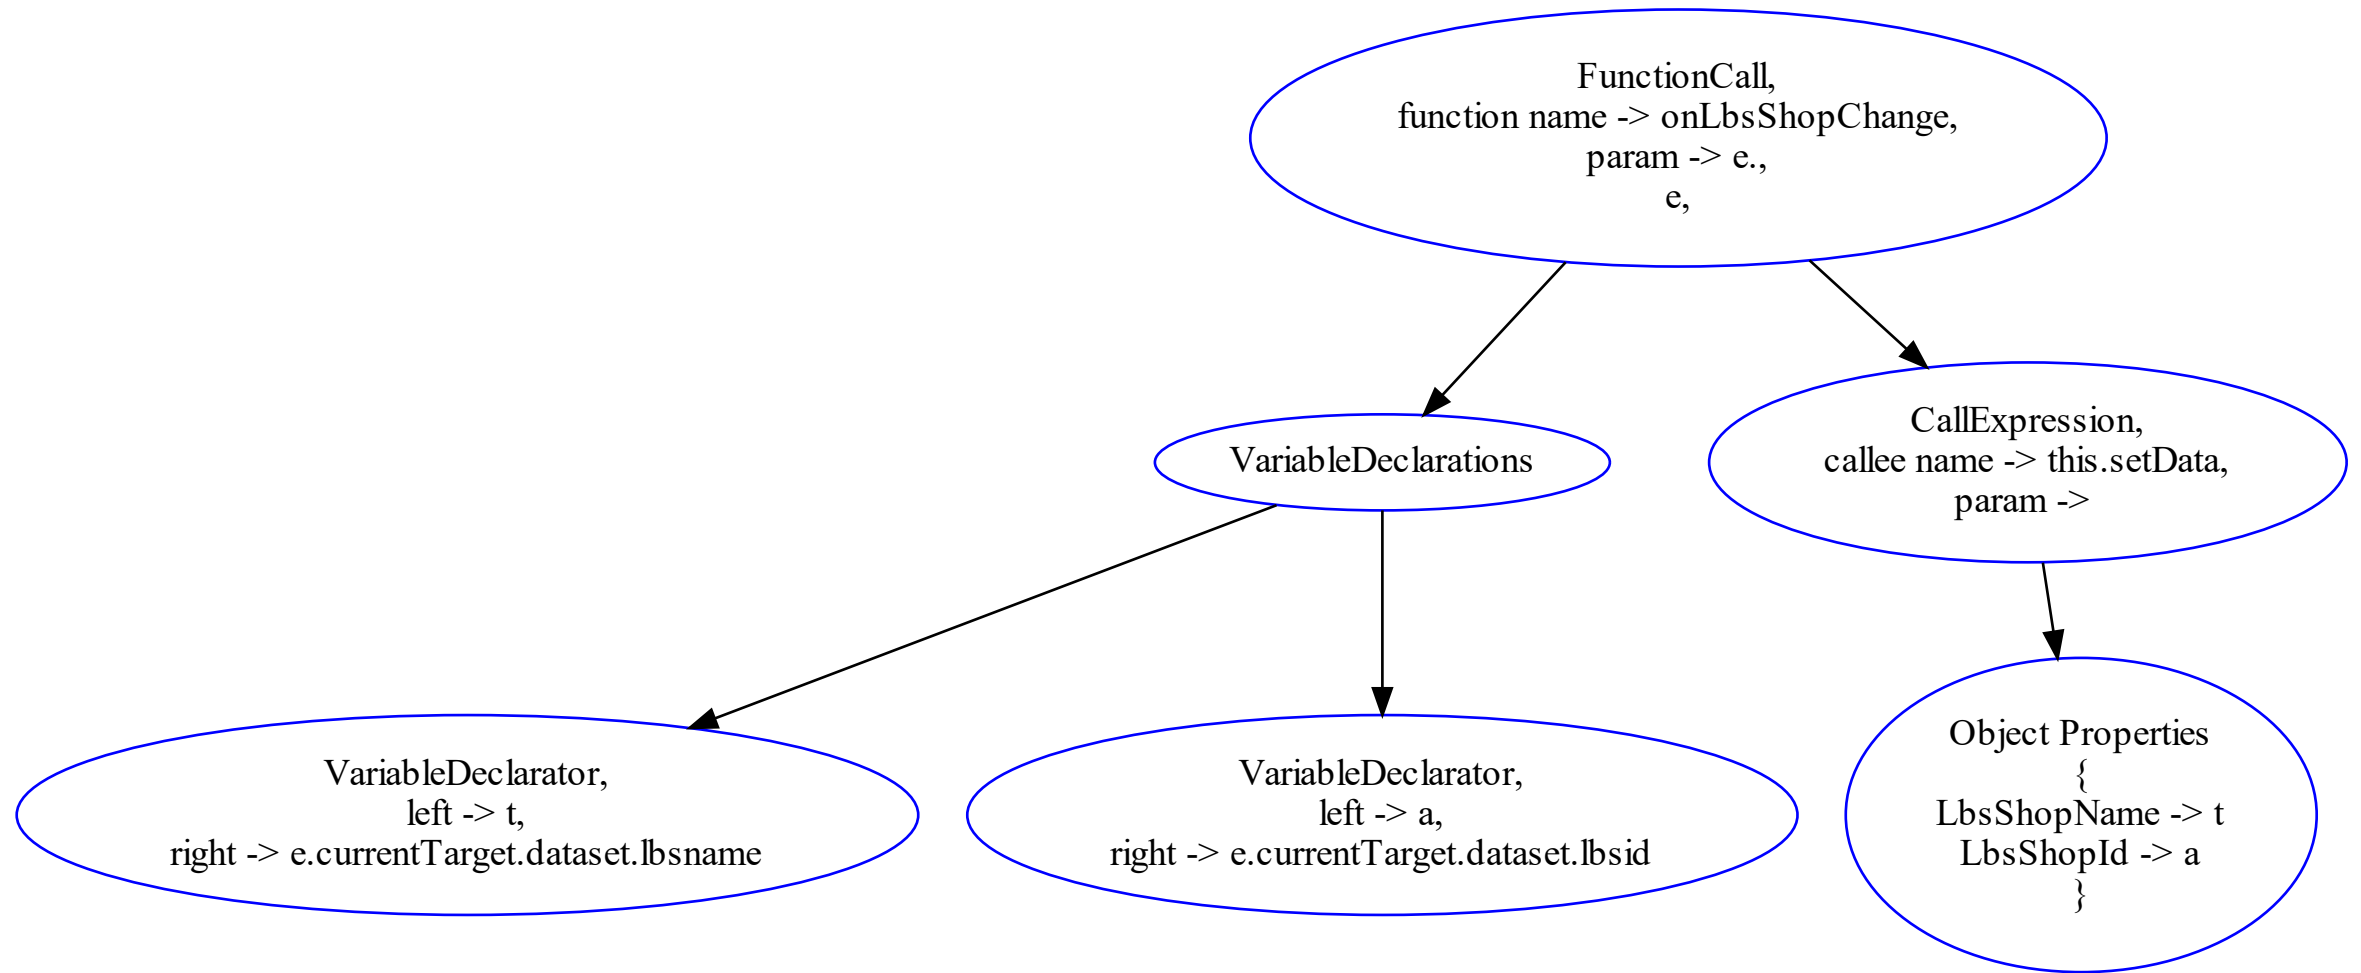 FunctionCall,
function name -> onLbsShopChange,
param -> e.,
e,
VariableDeclarations
CallExpression,
callee name -> this.setData,
param ->
VariableDeclarator,
left -> t,
right -> e.currentTarget.dataset.lbsname
VariableDeclarator,
left -> a,
right -> e.currentTarget.dataset.lbsid
Object Properties
{
LbsShopName -> t
LbsShopId -> a
}